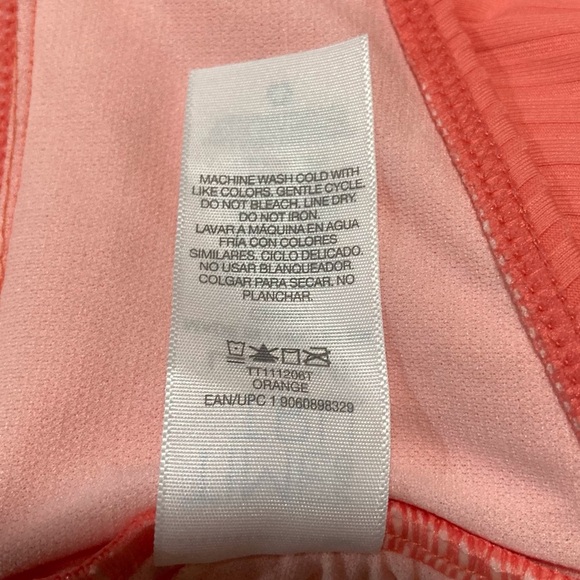 MACHINE WASH COLD WITH
LIKE COLORS. GENTLE CYCLE.
DO NOT BLEACH. LINE DRY.
DO NOT IRON.
LAVAR A MÁQUINA EN AGUA
FRÍA CON COLORES
SIMILARES. CICLO DELICADO.
NO USAR BLANQUEADOR.
COLGAR PARA SECAR. NO
PLANCHAR.
TT111206T
ORANGE
EAN/UPC 1 9060898329